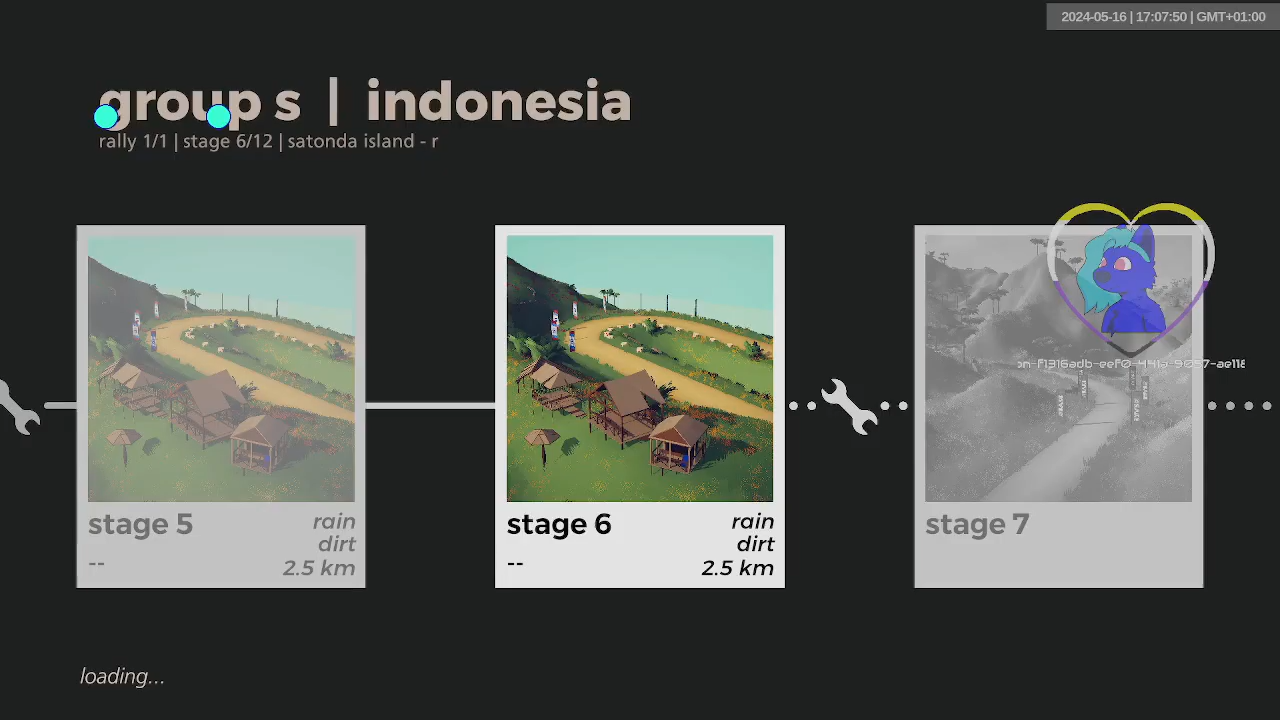 2024-05-16 | 17:07:50 | GMT+01:00
group s | indonesia
rally 1/1 | stage 6/12 | satonda island - r
stage 5
rain
dirt
--
2.5 km
stage 6
rain
dirt
--
2.5 km
stage 7
loading...